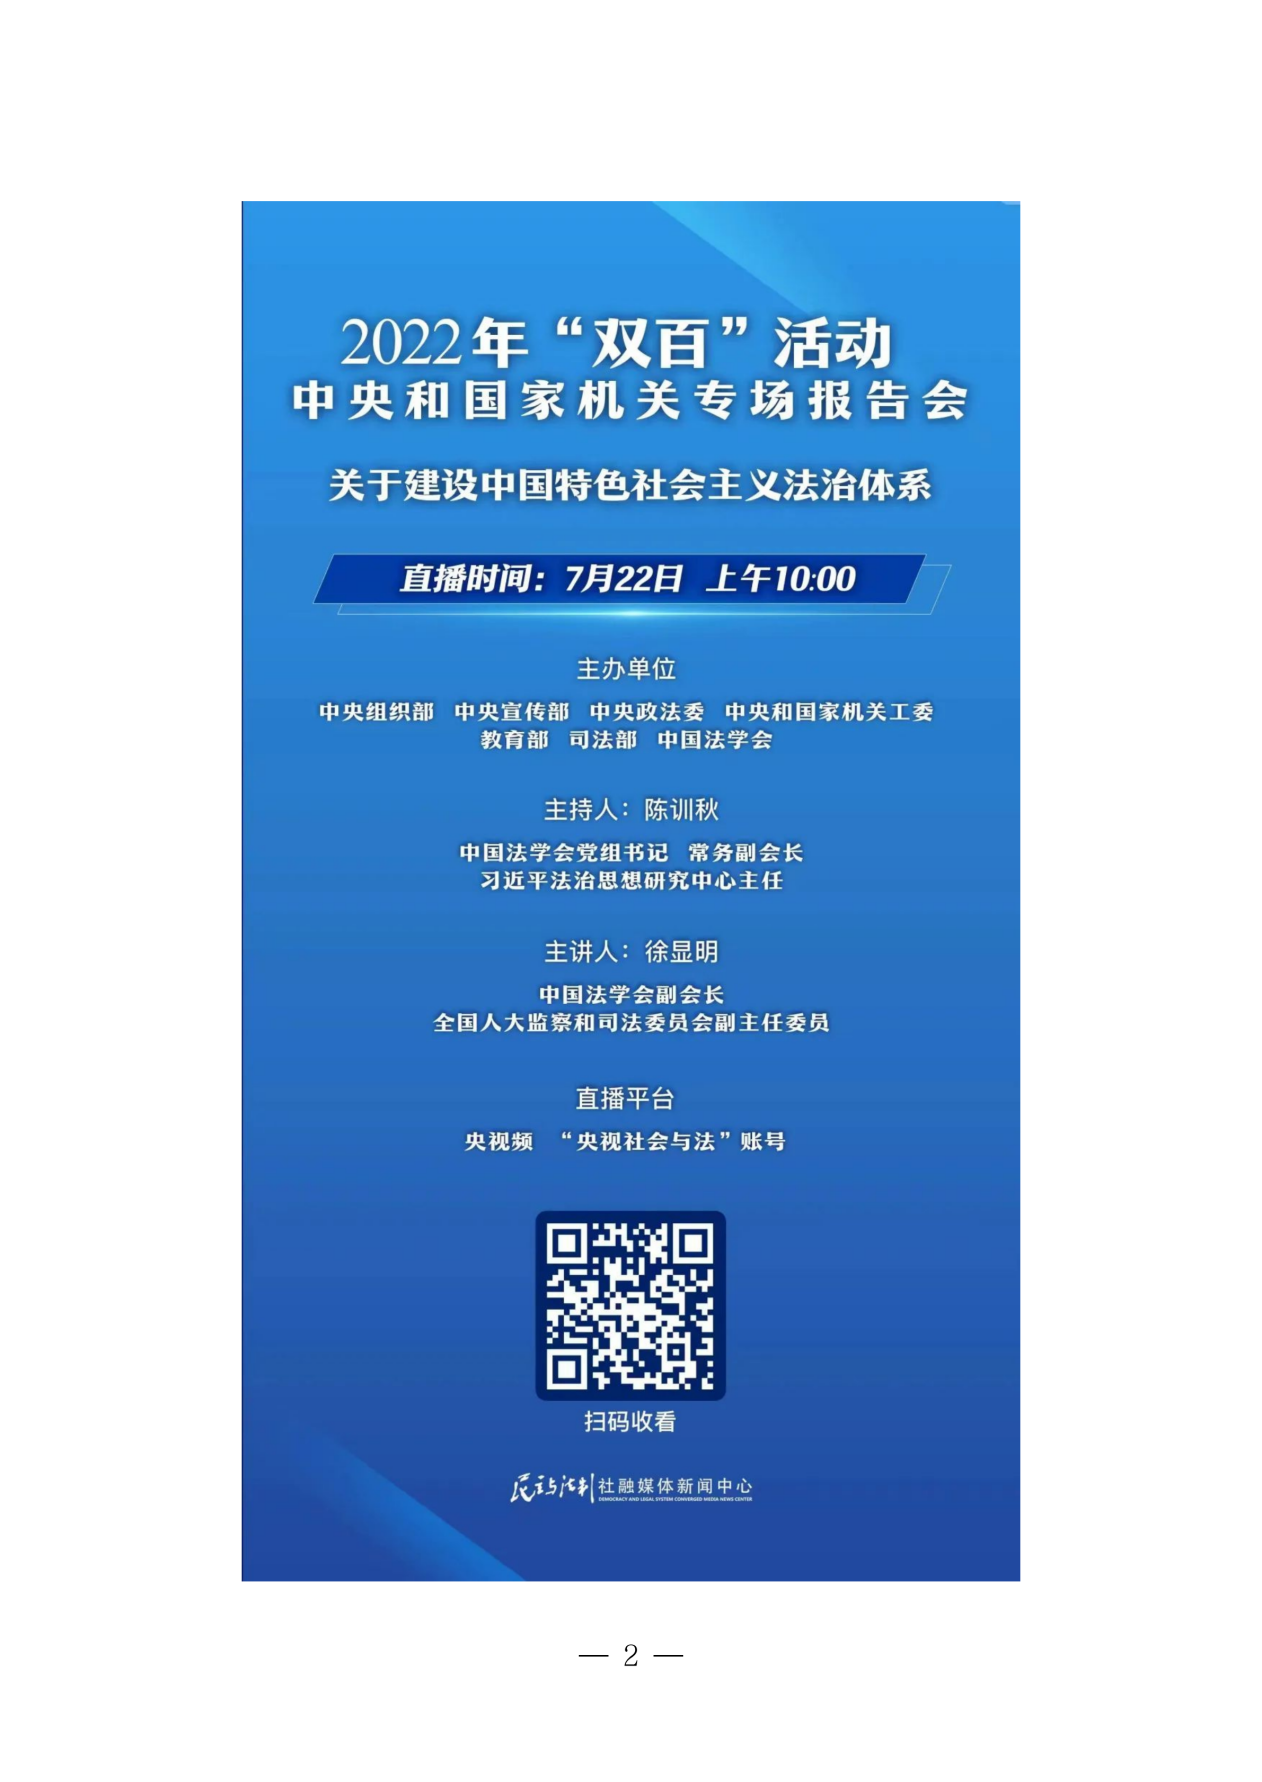 2022年“双百”活动
中央和国家机关专场报告会
关于建设中国特色社会主义法治体系
直播时间：7月22日 上午10:00
主办单位
中央组织部 中央宣传部 中央政法委 中央和国家机关工委
教育部 司法部 中国法学会
主持人：陈训秋
中国法学会党组书记 常务副会长
习近平法治思想研究中心主任
主讲人：徐显明
中国法学会副会长
全国人大监察和司法委员会副主任委员
直播平台
央视频 “央视社会与法”账号
扫码收看
民主与法制社融媒体新闻中心
DEMOCRACY AND LEGAL SYSTEM CONVERGED MEDIA NEWS CENTER
— 2 —